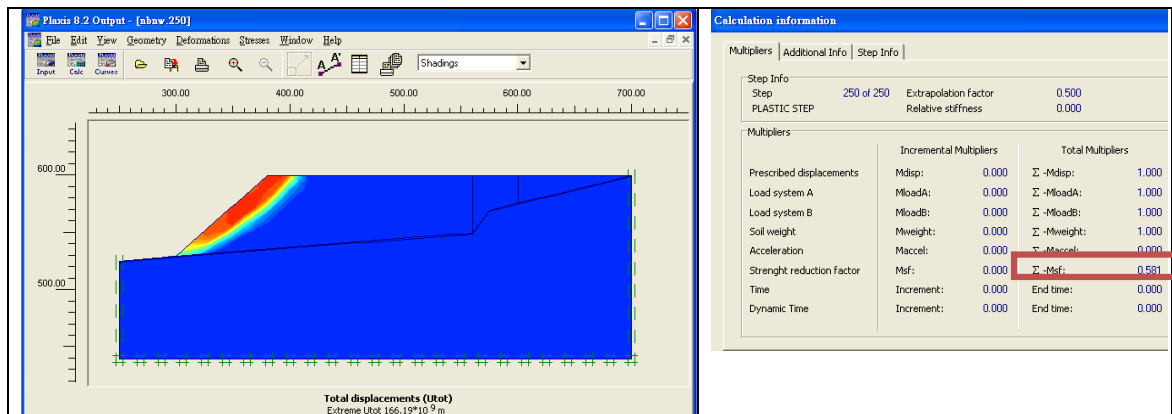 Plaxis 8.2 Output - [nbnw.250]
File Edit View Geometry Deformations Stresses Window Help
Input Calc Curves Shadings
300.00 400.00 500.00 600.00 700.00
600.00
500.00
Total displacements (Utot)
Extreme Utot 166.19*10 9 m
Calculation information
Multipliers Additional Info Step Info
Step Info
Step 250 of 250 Extrapolation factor 0.500
PLASTIC STEP Relative stiffness 0.000
Multipliers
Incremental Multipliers Total Multipliers
Prescribed displacements Mdisp: 0.000 Σ -Mdisp: 1.000
Load system A MloadA: 0.000 Σ -MloadA: 1.000
Load system B MloadB: 0.000 Σ -MloadB: 1.000
Soil weight Mweight: 0.000 Σ -Mweight: 1.000
Acceleration Maccel: 0.000 Σ -Maccel: 0.000
Strenght reduction factor Msf: 0.000 Σ -Msf: 0.581
Time Increment: 0.000 End time: 0.000
Dynamic Time Increment: 0.000 End time: 0.000